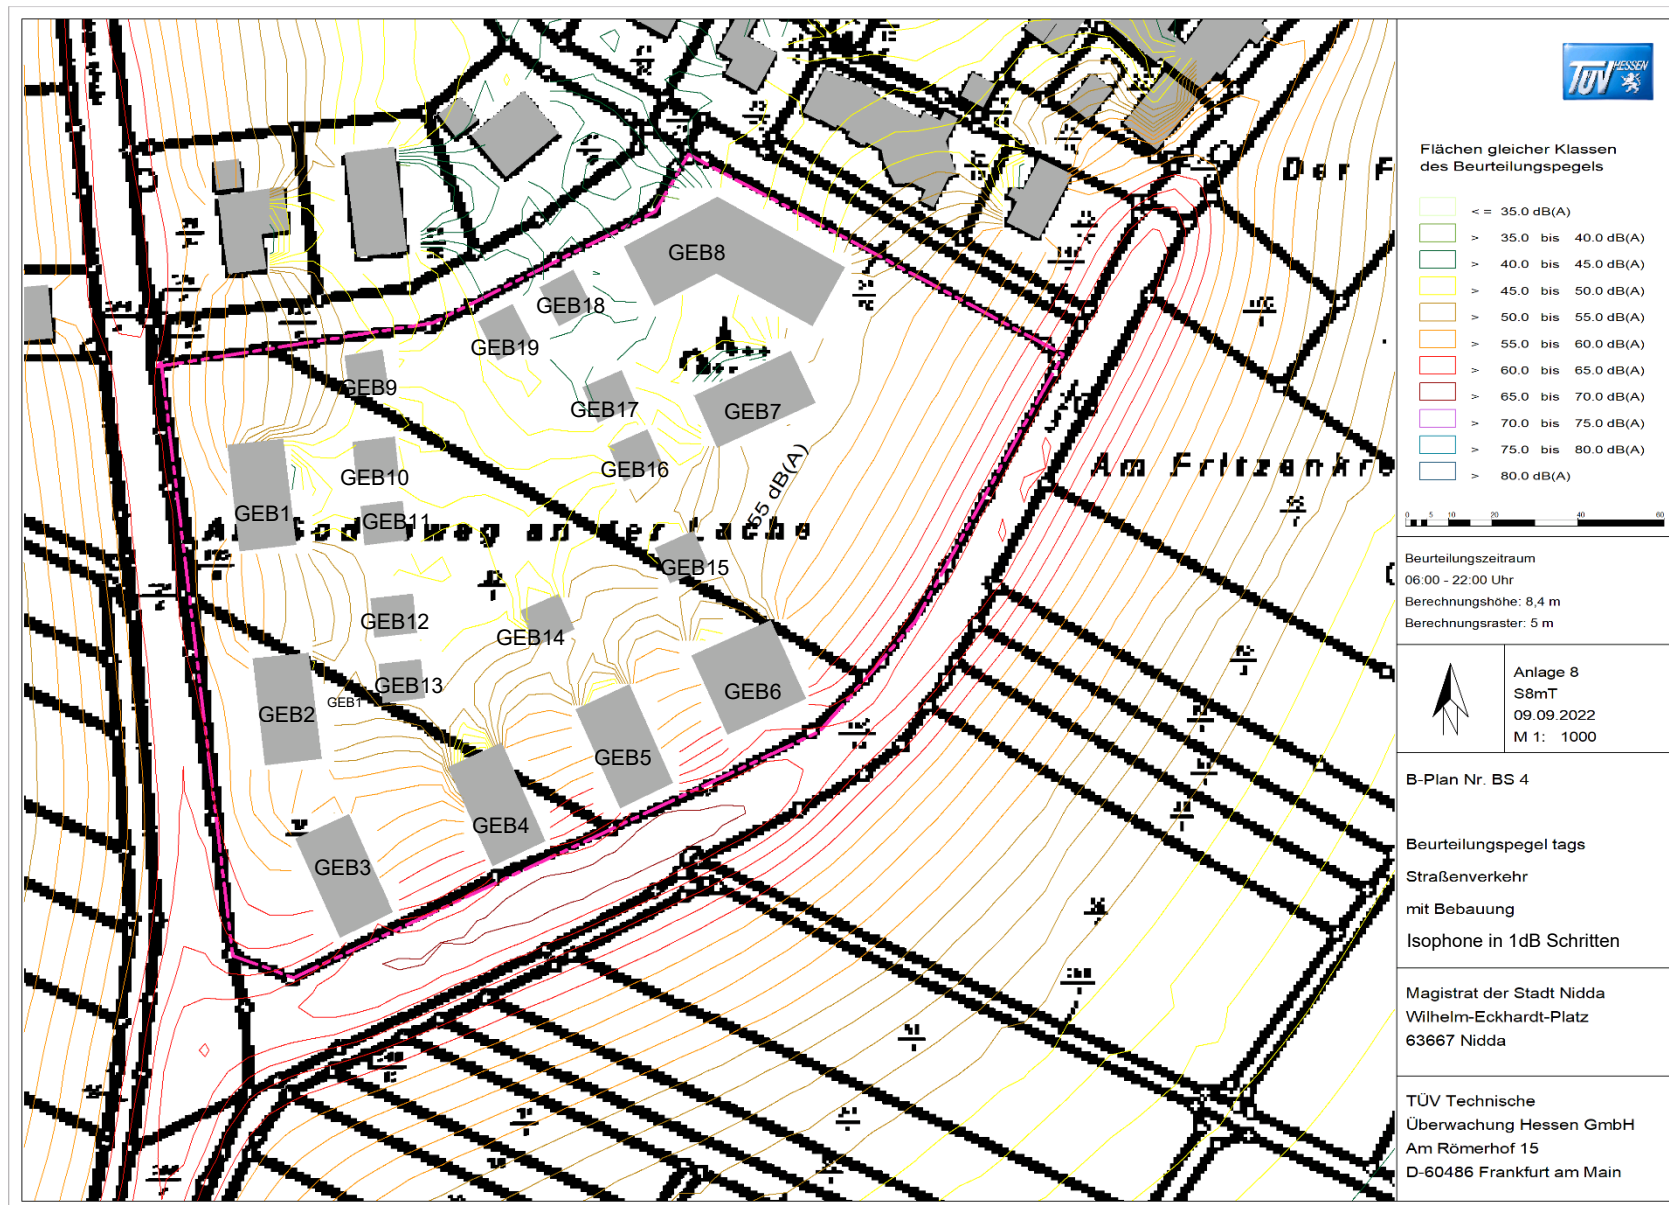 GEB8
GEB18
GEB19
GEB9
GEB17
GEB7
GEB16
GEB10
GEB1
GEB11
55 dB(A)
Am Fritzenkre
GEB15
GEB12
GEB14
GEB13
GEB1
GEB2
GEB6
GEB5
GEB4
GEB3
TÜV HESSEN
Flächen gleicher Klassen
des Beurteilungspegels
<= 35.0 dB(A)
> 35.0 bis 40.0 dB(A)
> 40.0 bis 45.0 dB(A)
> 45.0 bis 50.0 dB(A)
> 50.0 bis 55.0 dB(A)
> 55.0 bis 60.0 dB(A)
> 60.0 bis 65.0 dB(A)
> 65.0 bis 70.0 dB(A)
> 70.0 bis 75.0 dB(A)
> 75.0 bis 80.0 dB(A)
> 80.0 dB(A)
0 5 10 20 40 60
Beurteilungszeitraum
06:00 - 22:00 Uhr
Berechnungshöhe: 8,4 m
Berechnungsraster: 5 m
Anlage 8
S8mT
09.09.2022
M 1: 1000
B-Plan Nr. BS 4
Beurteilungspegel tags
Straßenverkehr
mit Bebauung
Isophone in 1dB Schritten
Magistrat der Stadt Nidda
Wilhelm-Eckhardt-Platz
63667 Nidda
TÜV Technische
Überwachung Hessen GmbH
Am Römerhof 15
D-60486 Frankfurt am Main